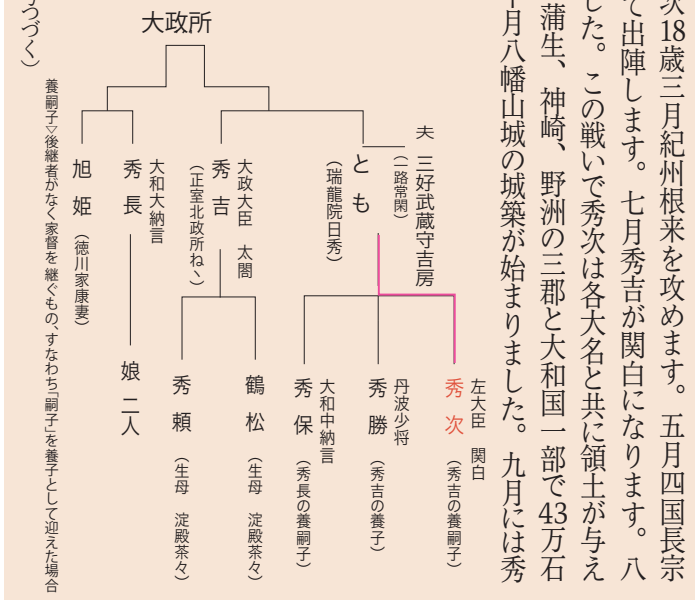 次18歳三月紀州根来を攻めます。五月四国長宗
て出陣します。七月秀吉が関白になります。八
した。この戦いで秀次は各大名と共に領土が与え
蒲生、神崎、野洲の三郡と大和国一部で43万石
月八幡山城の城築が始まりました。九月には秀
大政所
夫 三好武蔵守吉房
（一路常閑）
とも
（瑞龍院日秀）
大政大臣 太閤
秀吉
（正室北政所ねゝ）
大和大納言
秀長
旭姫（徳川家康妻）
左大臣 関白
秀次（秀吉の養嗣子）
丹波少将
秀勝（秀吉の養子）
大和中納言
秀保（秀長の養嗣子）
鶴松（生母 淀殿茶々）
秀頼（生母 淀殿茶々）
娘二人
養嗣子▽後継者がなく家督を継ぐもの、すなわち「嗣子」を養子として迎えた場合
つづく）